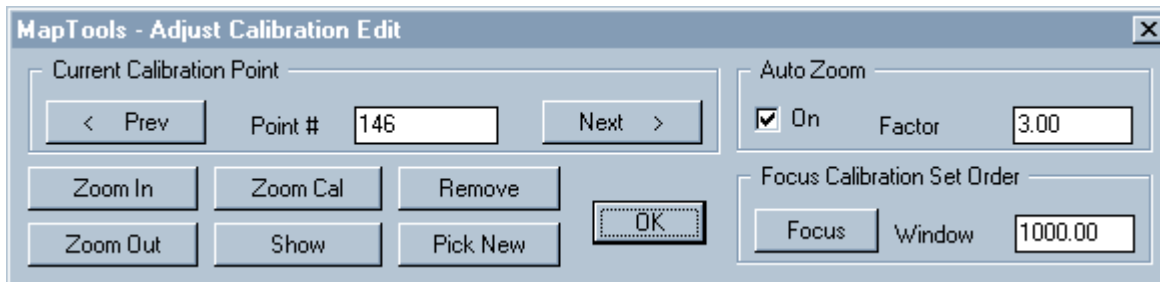 MapTools - Adjust Calibration Edit
Current Calibration Point
< Prev Point # 146 Next >
Auto Zoom
On Factor 3.00
Zoom In Zoom Cal Remove
Zoom Out Show Pick New
OK
Focus Calibration Set Order
Focus Window 1000.00